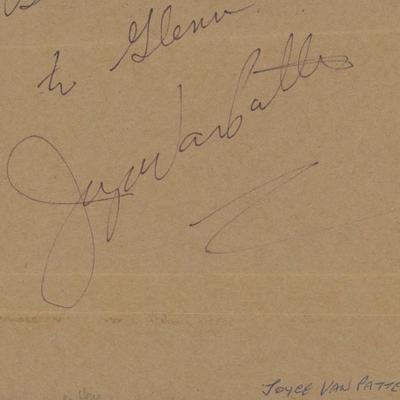 to Glenn
Joyce Van Patten
JOYCE VAN PATTE